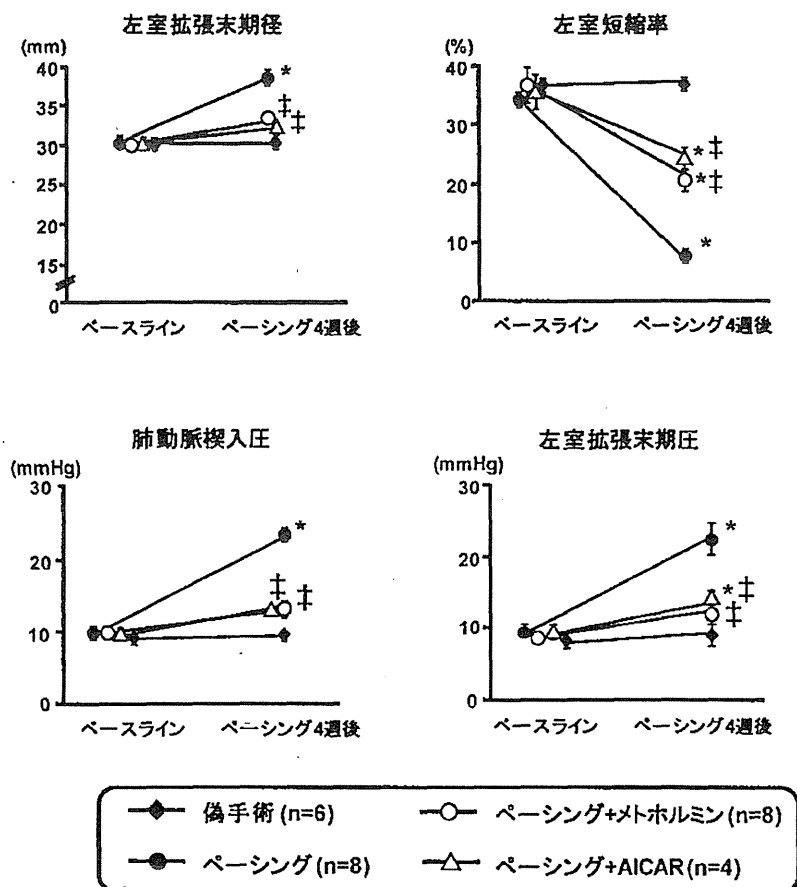 左室拡張末期径
(mm)
40
35
30
25
20
15
0
*
‡
‡
ベースライン ペーシング4週後
左室短縮率
(%)
40
30
20
10
0
*‡
*‡
*
ベースライン ペーシング4週後
肺動脈楔入圧
(mmHg)
30
20
10
0
*
‡ ‡
ベースライン ペーシング4週後
左室拡張末期圧
(mmHg)
30
20
10
0
*
*‡
‡
ベースライン ペーシング4週後
偽手術(n=6)
ペーシング+メトホルミン(n=8)
ペーシング(n=8)
ペーシング+AICAR(n=4)